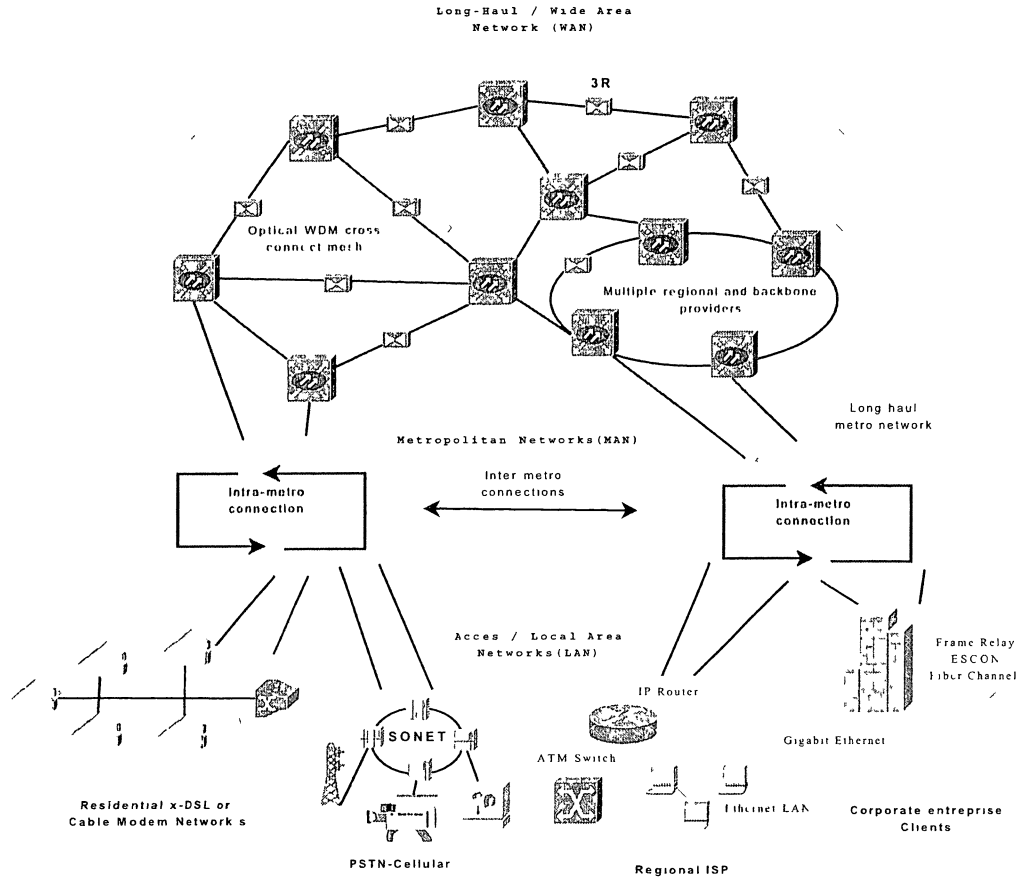 Long-Haul / Wide Area
Network (WAN)
3R
Optical WDM cross
connect mesh
Multiple regional and backbone
providers
Long haul
metro network
Metropolitan Networks(MAN)
Inter metro
connections
Intra-metro
connection
Intra-metro
connection
Acces / Local Area
Networks(LAN)
Frame Relay
ESCON
Fiber Channel
IP Router
SONET
Gigabit Ethernet
ATM Switch
Ethernet LAN
Residential x-DSL or
Cable Modem Networks
Corporate entreprise
Clients
PSTN-Cellular
Regional ISP